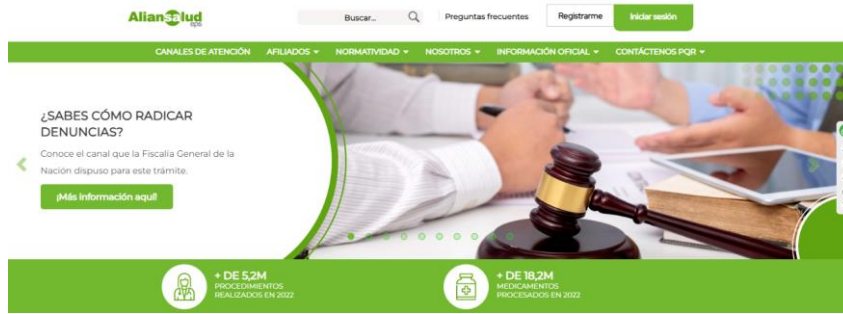 Aliansalud
eps
Buscar...
Preguntas frecuentes
Registrarme
Iniciar sesión
CANALES DE ATENCIÓN AFILIADOS NORMATIVIDAD NOSOTROS INFORMACIÓN OFICIAL CONTÁCTENOS PQR
¿SABES CÓMO RADICAR
DENUNCIAS?
Conoce el canal que la Fiscalía General de la
Nación dispuso para este trámite.
¡Más información aquí!
+ DE 5,2M
PROCEDIMIENTOS
REALIZADOS EN 2022
+ DE 18,2M
MEDICAMENTOS
PROCESADOS EN 2022